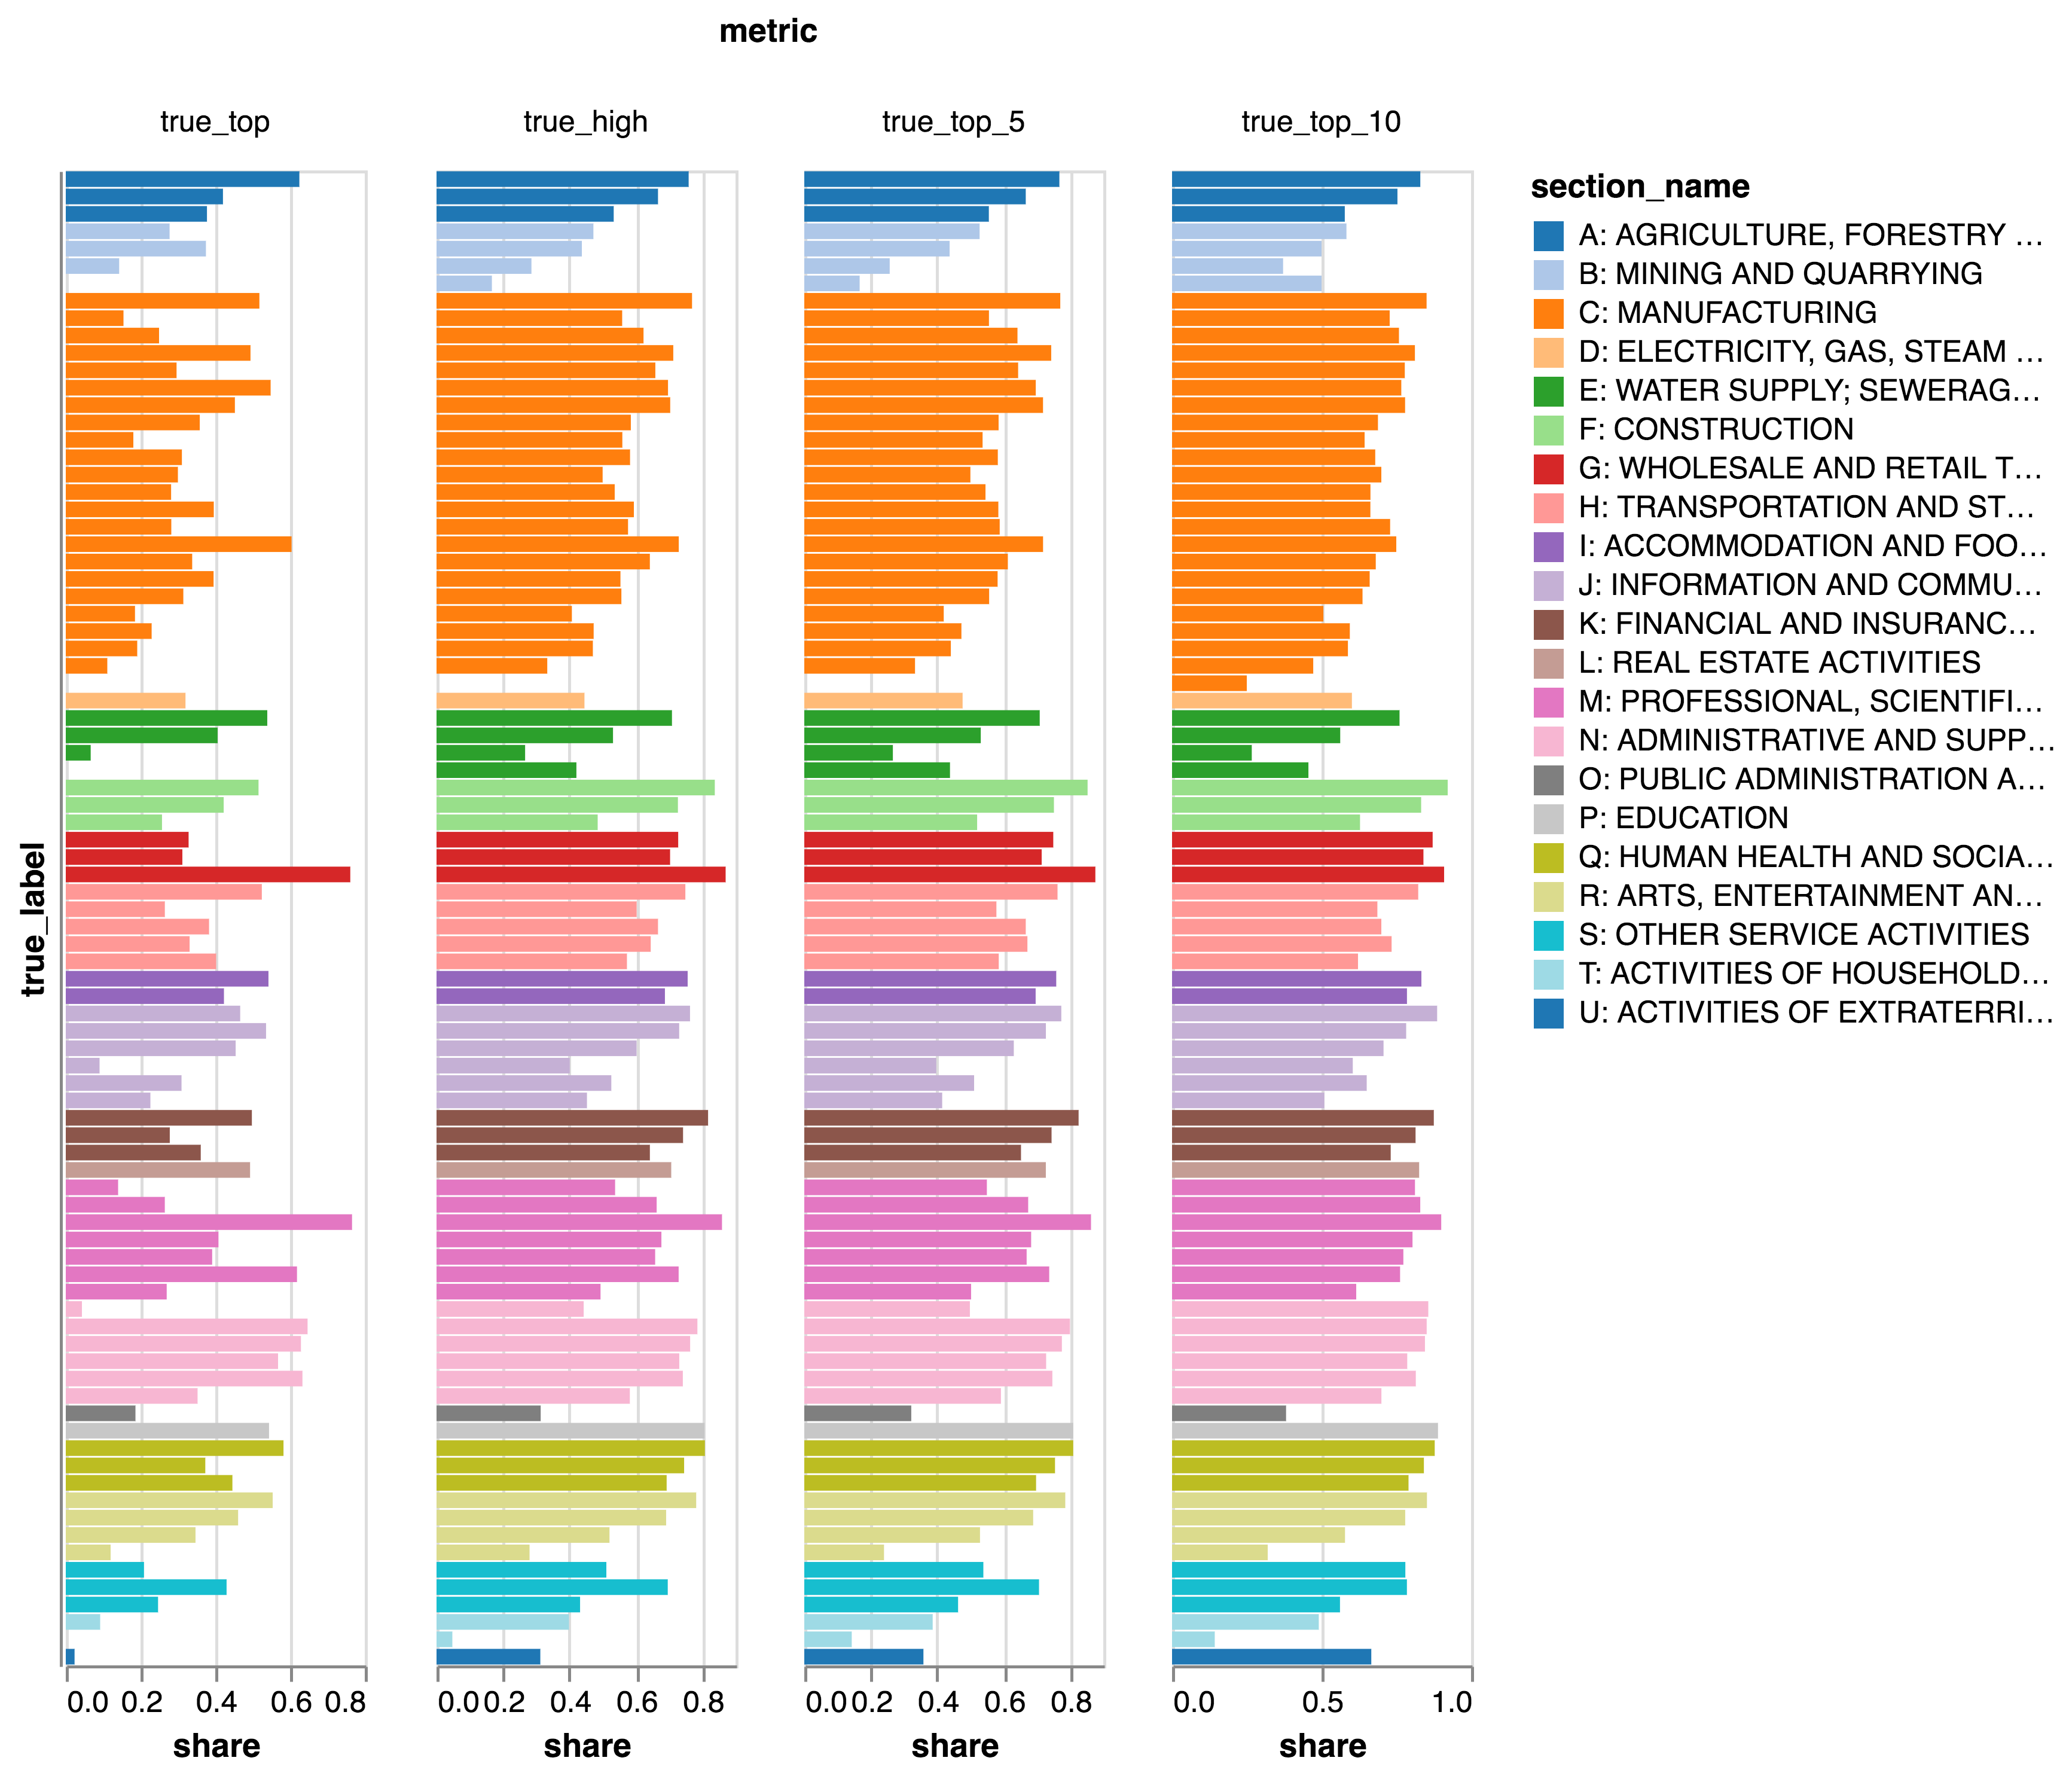 metric
true_top
true_high
true_top_5
true_top_10
true_label
0.0 0.2 0.4 0.6 0.8
0.0 0.2 0.4 0.6 0.8
0.0 0.2 0.4 0.6 0.8
0.0 0.5 1.0
share
share
share
share
section_name
A: AGRICULTURE, FORESTRY …
B: MINING AND QUARRYING
C: MANUFACTURING
D: ELECTRICITY, GAS, STEAM …
E: WATER SUPPLY; SEWERAG…
F: CONSTRUCTION
G: WHOLESALE AND RETAIL T…
H: TRANSPORTATION AND ST…
I: ACCOMMODATION AND FOO…
J: INFORMATION AND COMMU…
K: FINANCIAL AND INSURANC…
L: REAL ESTATE ACTIVITIES
M: PROFESSIONAL, SCIENTIFI…
N: ADMINISTRATIVE AND SUPP…
O: PUBLIC ADMINISTRATION A…
P: EDUCATION
Q: HUMAN HEALTH AND SOCIA…
R: ARTS, ENTERTAINMENT AN…
S: OTHER SERVICE ACTIVITIES
T: ACTIVITIES OF HOUSEHOLD…
U: ACTIVITIES OF EXTRATERRI…